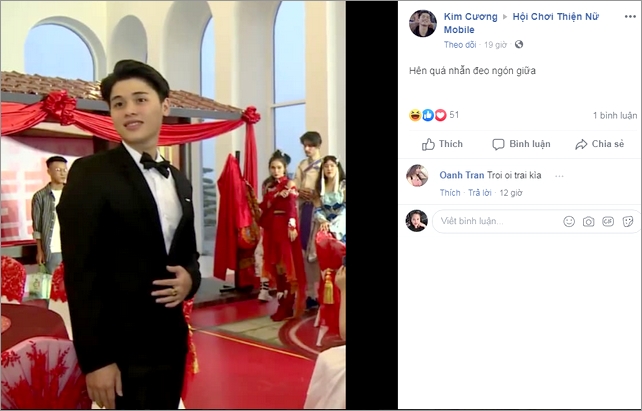 Kim Cương ▸ Hội Chơi Thiện Nữ
Mobile
Theo dõi · 19 giờ ·
Hên quá nhẫn đeo ngón giữa
51
1 bình luận
Thích Bình luận Chia sẻ
Oanh Tran Troi oi trai kìa
Thích · Trả lời · 12 giờ
Viết bình luận... GIF